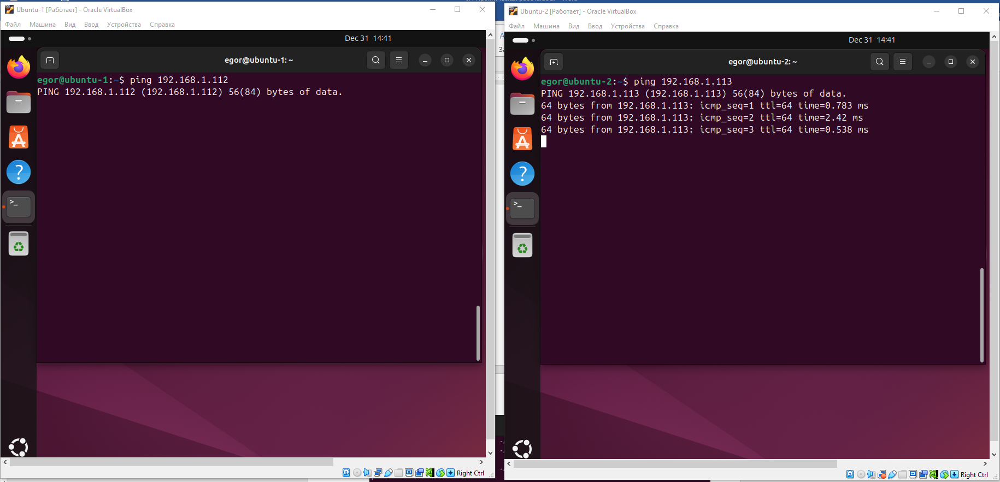 Ubuntu-1 [Работает] - Oracle VirtualBox
Файл Машина Вид Ввод Устройства Справка
Dec 31 14:41
egor@ubuntu-1: ~
egor@ubuntu-1:~$ ping 192.168.1.112
PING 192.168.1.112 (192.168.1.112) 56(84) bytes of data.
Right Ctrl
Ubuntu-2 [Работает] - Oracle VirtualBox
Файл Машина Вид Ввод Устройства Справка
Dec 31 14:41
egor@ubuntu-2: ~
egor@ubuntu-2:~$ ping 192.168.1.113
PING 192.168.1.113 (192.168.1.113) 56(84) bytes of data.
64 bytes from 192.168.1.113: icmp_seq=1 ttl=64 time=0.783 ms
64 bytes from 192.168.1.113: icmp_seq=2 ttl=64 time=2.42 ms
64 bytes from 192.168.1.113: icmp_seq=3 ttl=64 time=0.538 ms
Right Ctrl